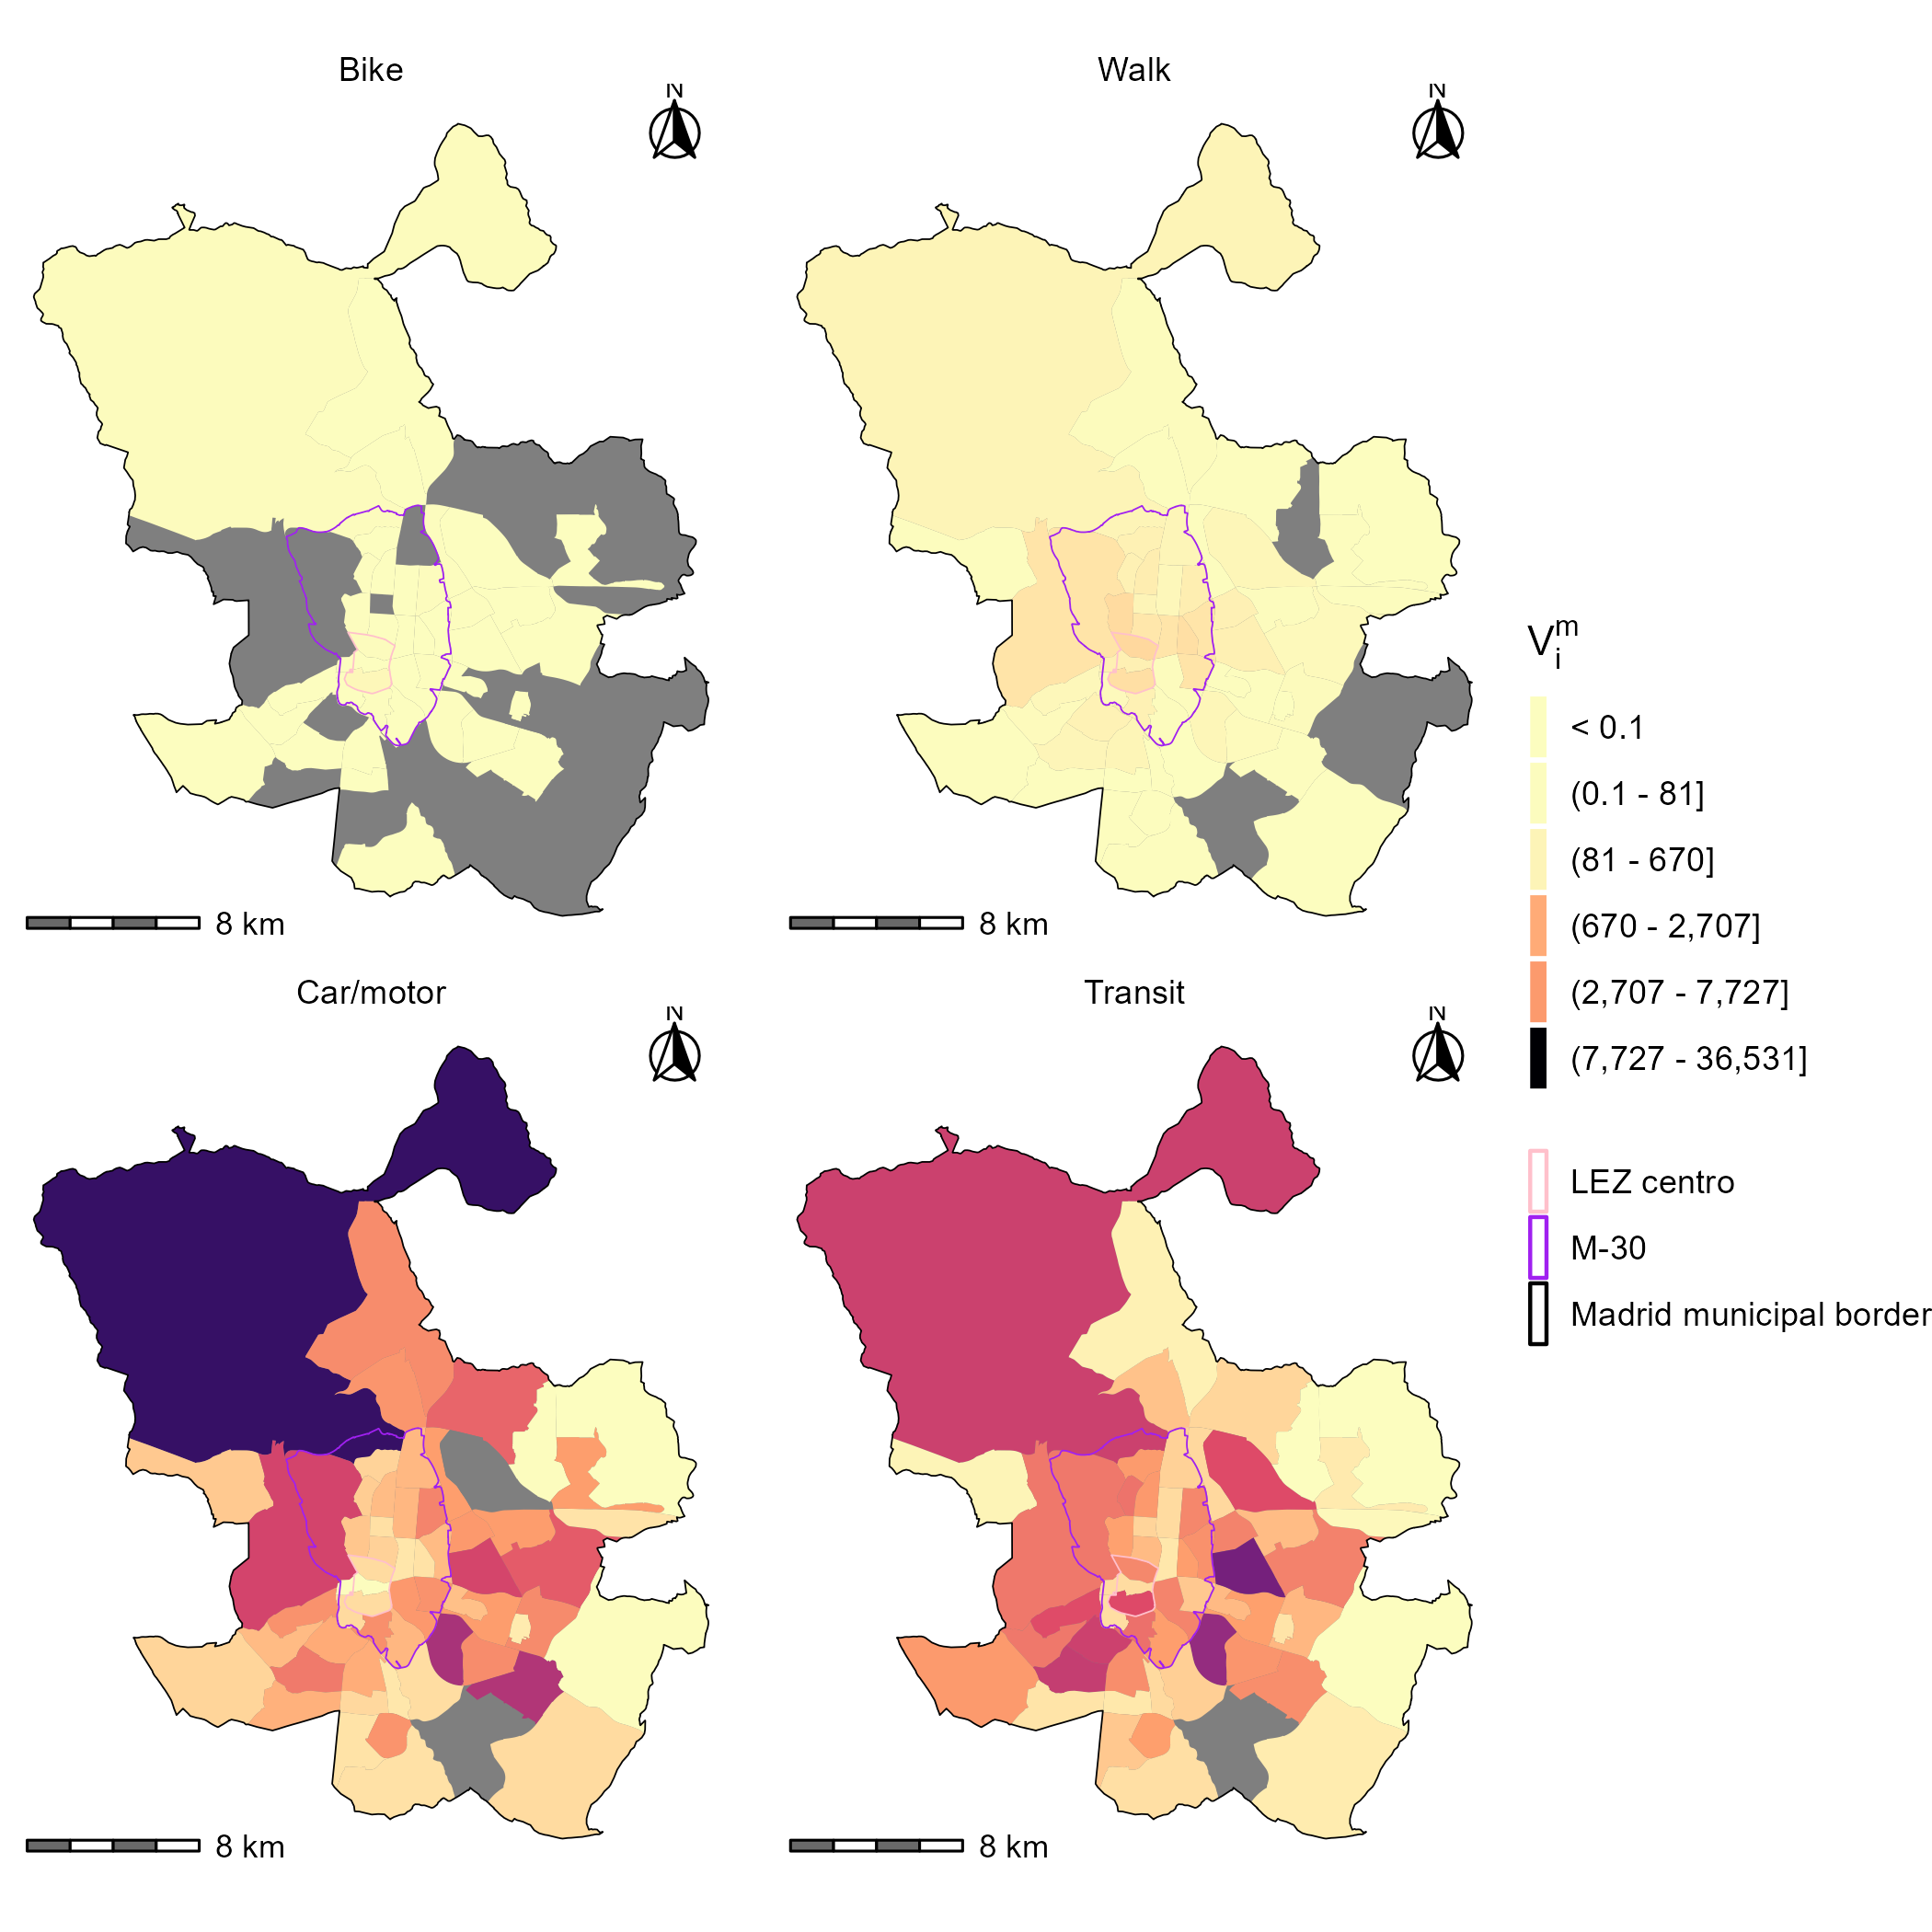 Bike
Walk
N
N
8 km
8 km
Car/motor
Transit
N
N
8 km
8 km
V_i^m
< 0.1
(0.1 - 81]
(81 - 670]
(670 - 2,707]
(2,707 - 7,727]
(7,727 - 36,531]
LEZ centro
M-30
Madrid municipal border